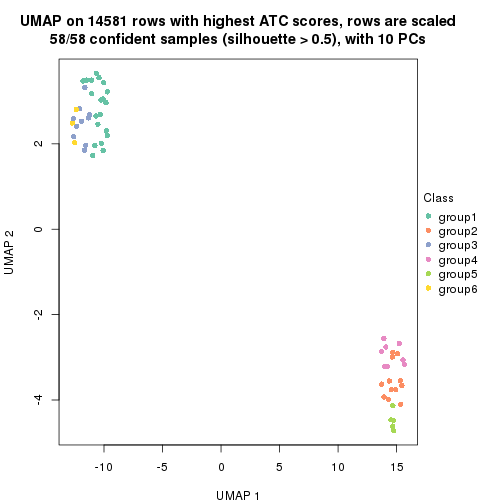 UMAP on 14581 rows with highest ATC scores, rows are scaled
58/58 confident samples (silhouette > 0.5), with 10 PCs
UMAP 2
2
0
-2
-4
-10
-5
0
5
10
15
UMAP 1
Class
group1
group2
group3
group4
group5
group6